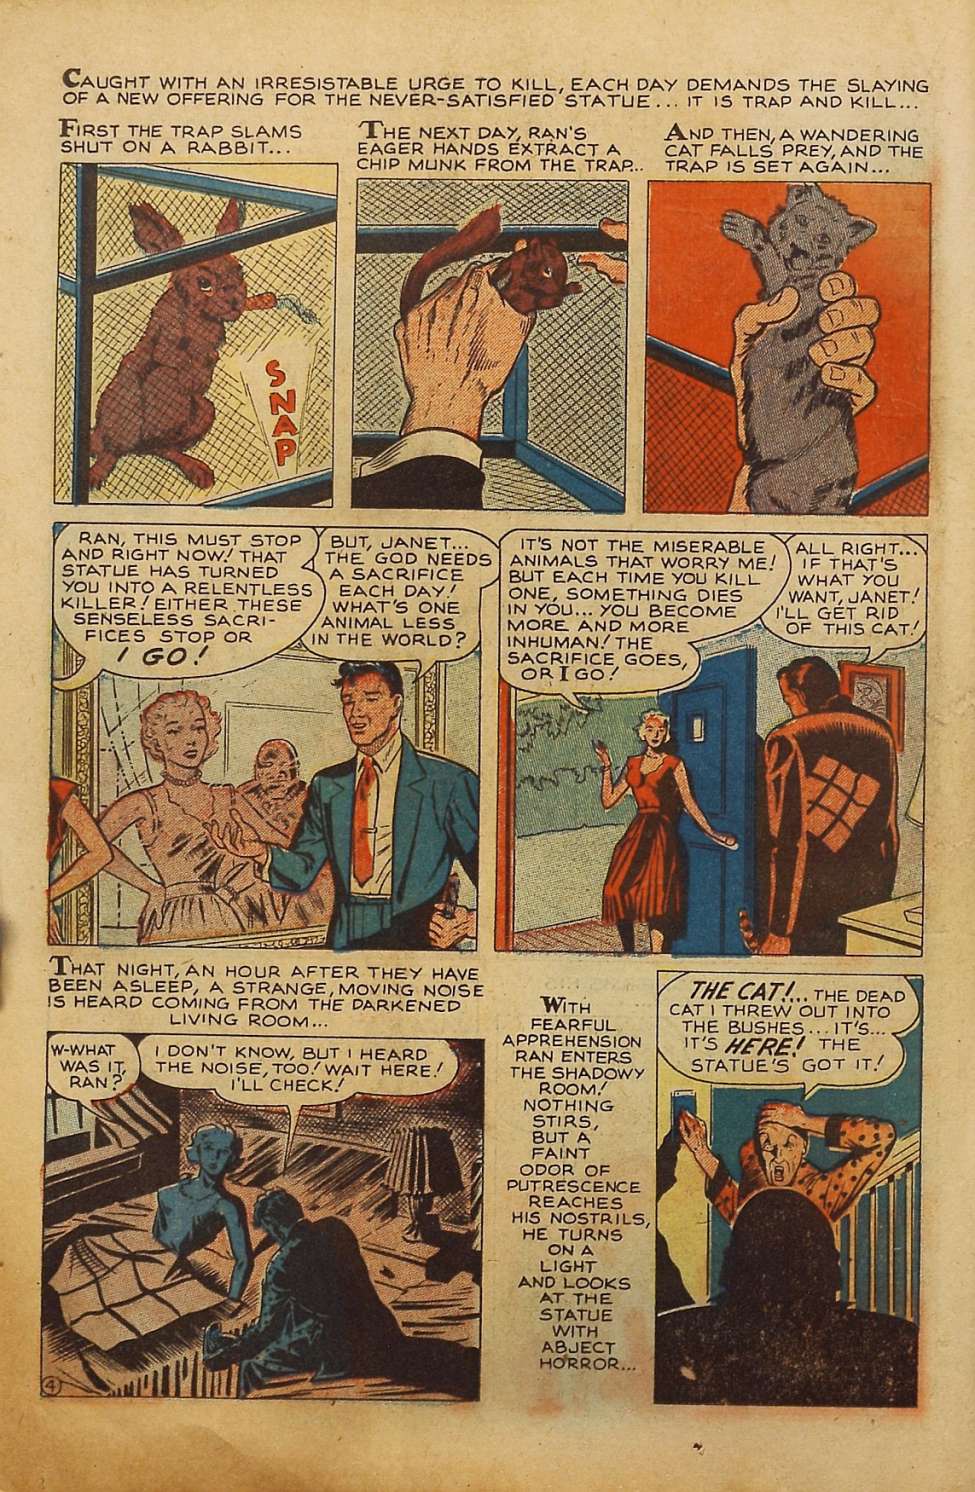 CAUGHT WITH AN IRRESISTABLE URGE TO KILL, EACH DAY DEMANDS THE SLAYING
OF A NEW OFFERING FOR THE NEVER-SATISFIED STATUE... IT IS TRAP AND KILL...
FIRST THE TRAP SLAMS
SHUT ON A RABBIT...
SNAP
THE NEXT DAY, RAN'S
EAGER HANDS EXTRACT A
CHIP MUNK FROM THE TRAP...
AND THEN, A WANDERING
CAT FALLS PREY, AND THE
TRAP IS SET AGAIN...
RAN, THIS MUST STOP
AND RIGHT NOW! THAT
STATUE HAS TURNED
YOU INTO A RELENTLESS
KILLER! EITHER THESE
SENSELESS SACRI-
FICES STOP OR
I GO!
BUT, JANET...
THE GOD NEEDS
A SACRIFICE
EACH DAY!
WHAT'S ONE
ANIMAL LESS
IN THE WORLD?
IT'S NOT THE MISERABLE
ANIMALS THAT WORRY ME!
BUT EACH TIME YOU KILL
ONE, SOMETHING DIES
IN YOU... YOU BECOME
MORE AND MORE
INHUMAN! THE
SACRIFICE GOES,
OR I GO!
ALL RIGHT...
IF THAT'S
WHAT YOU
WANT, JANET!
I'LL GET RID
OF THIS CAT!
THAT NIGHT, AN HOUR AFTER THEY HAVE
BEEN ASLEEP, A STRANGE, MOVING NOISE
IS HEARD COMING FROM THE DARKENED
LIVING ROOM...
W-WHAT
WAS IT,
RAN?
I DON'T KNOW, BUT I HEARD
THE NOISE, TOO! WAIT HERE!
I'LL CHECK!
4
WITH
FEARFUL
APPREHENSION
RAN ENTERS
THE SHADOWY
ROOM!
NOTHING
STIRS,
BUT A
FAINT
ODOR OF
PUTRESCENCE
REACHES
HIS NOSTRILS,
HE TURNS
ON A
LIGHT
AND LOOKS
AT THE
STATUE
WITH
ABJECT
HORROR...
THE CAT!... THE DEAD
CAT I THREW OUT INTO
THE BUSHES... IT'S...
IT'S HERE! THE
STATUE'S GOT IT!